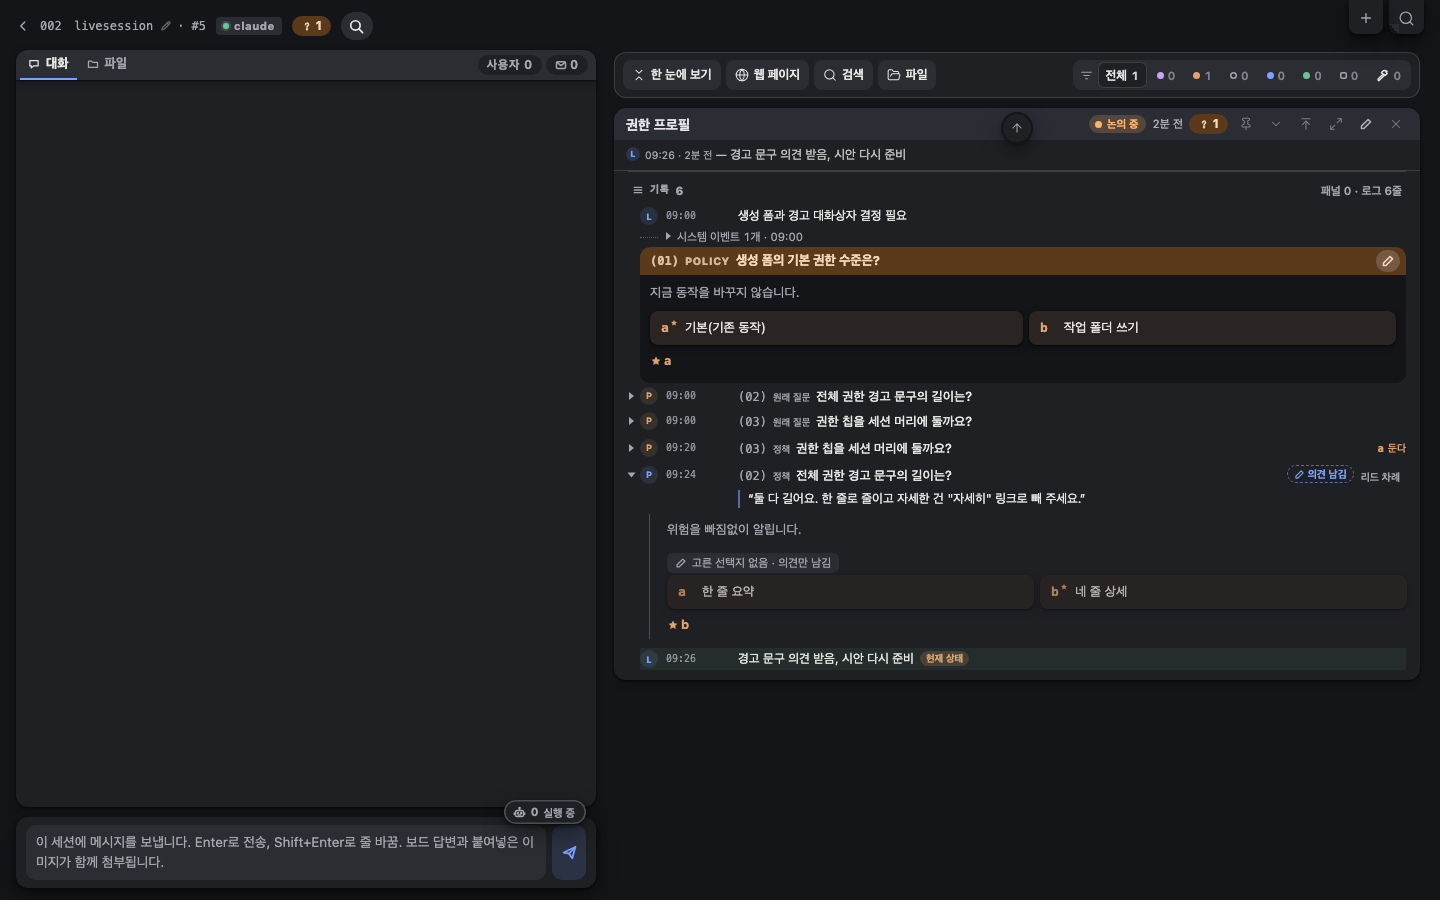 002 livesession · #5 claude ? 1
대화 파일 사용자 0 0
한 눈에 보기 웹 페이지 검색 파일 전체 1 0 1 0 0 0 0 0
권한 프로필 논의 중 2분 전 ? 1
L 09:26 · 2분 전 — 경고 문구 의견 받음, 시안 다시 준비
기록 6 패널 0 · 로그 6줄
L 09:00 생성 폼과 경고 대화상자 결정 필요
시스템 이벤트 1개 · 09:00
(01) POLICY 생성 폼의 기본 권한 수준은?
지금 동작을 바꾸지 않습니다.
a* 기본(기존 동작) b 작업 폴더 쓰기
★ a
P 09:00 (02) 원래 질문 전체 권한 경고 문구의 길이는?
P 09:00 (03) 원래 질문 권한 칩을 세션 머리에 둘까요?
P 09:20 (03) 정책 권한 칩을 세션 머리에 둘까요? a 둔다
P 09:24 (02) 정책 전체 권한 경고 문구의 길이는? 의견 남김 리드 차례
“둘 다 길어요. 한 줄로 줄이고 자세한 건 "자세히" 링크로 빼 주세요.”
위험을 빠짐없이 알립니다.
고른 선택지 없음 · 의견만 남김
a 한 줄 요약 b* 네 줄 상세
★ b
L 09:26 경고 문구 의견 받음, 시안 다시 준비 현재 상태
0 실행 중
이 세션에 메시지를 보냅니다. Enter로 전송, Shift+Enter로 줄 바꿈. 보드 답변과 붙여넣은 이
미지가 함께 첨부됩니다.